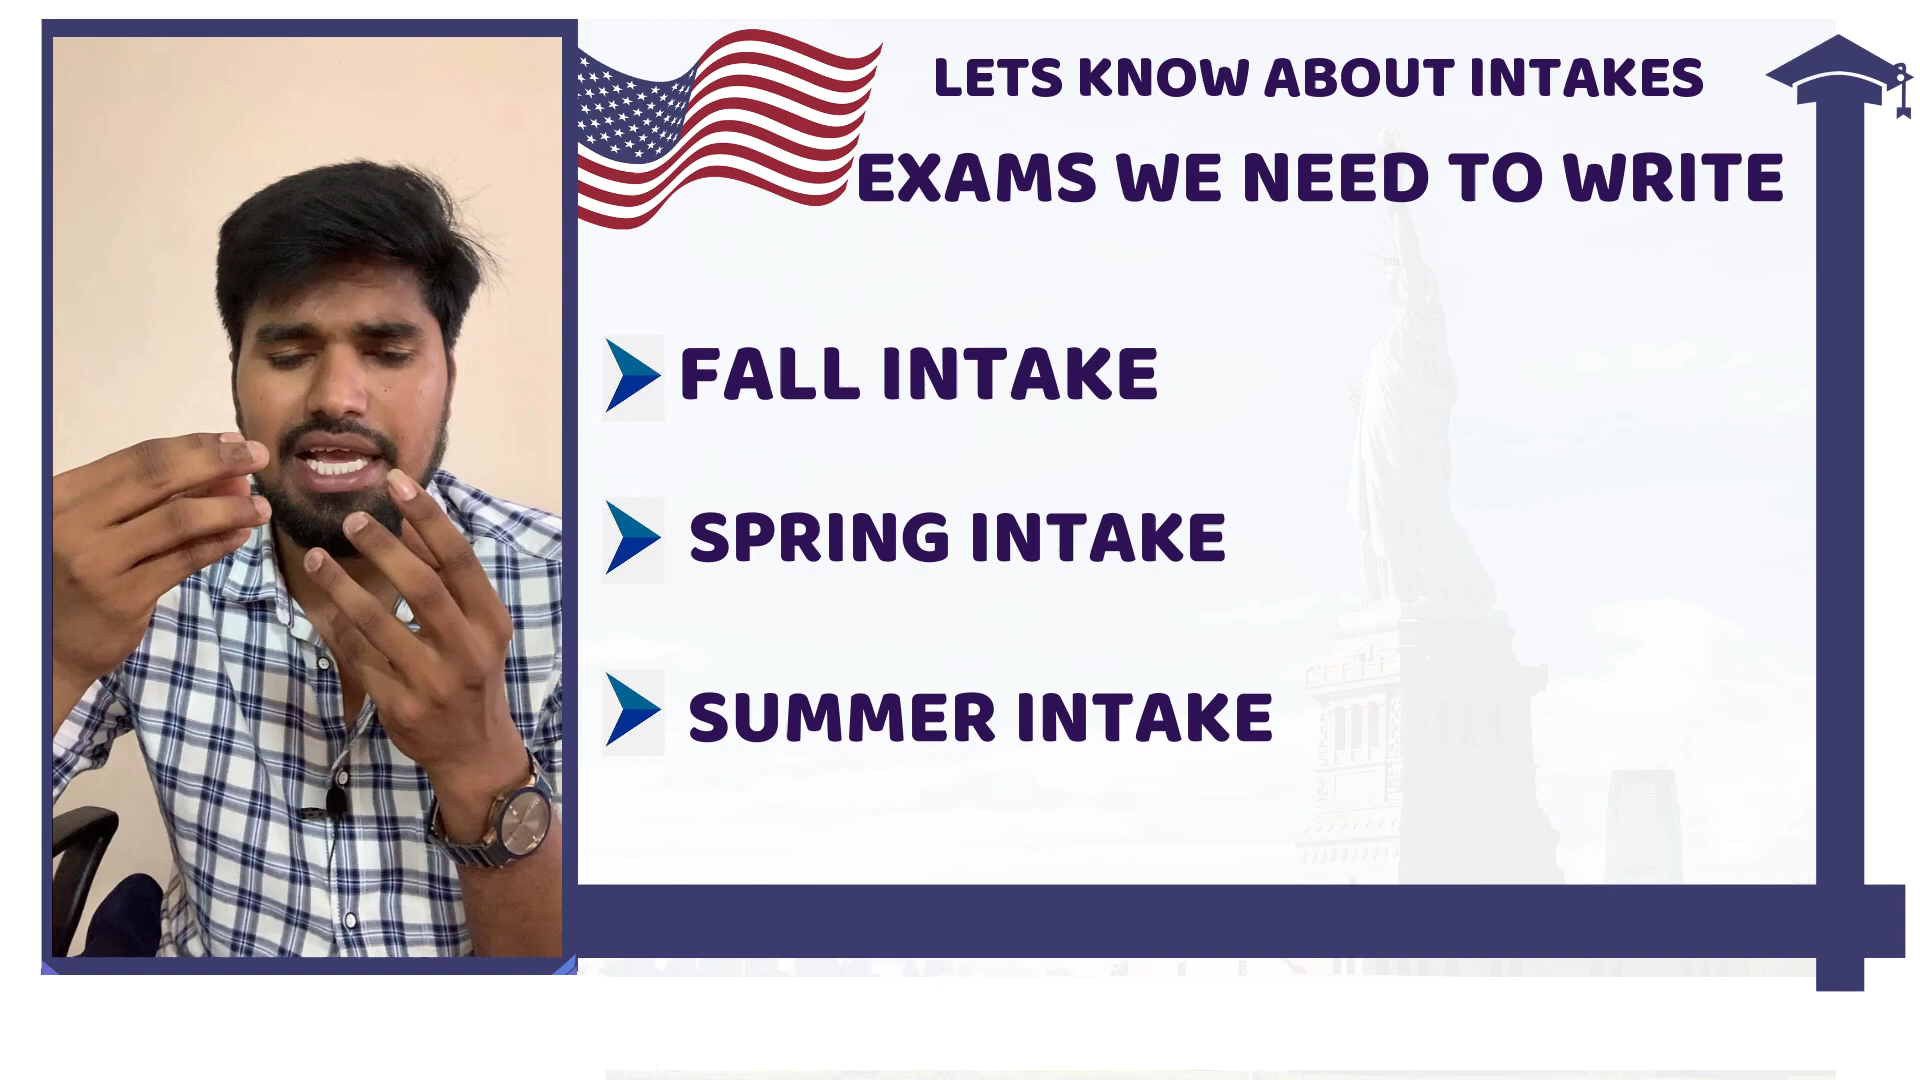 LETS KNOW ABOUT INTAKES
EXAMS WE NEED TO WRITE
FALL INTAKE
SPRING INTAKE
SUMMER INTAKE